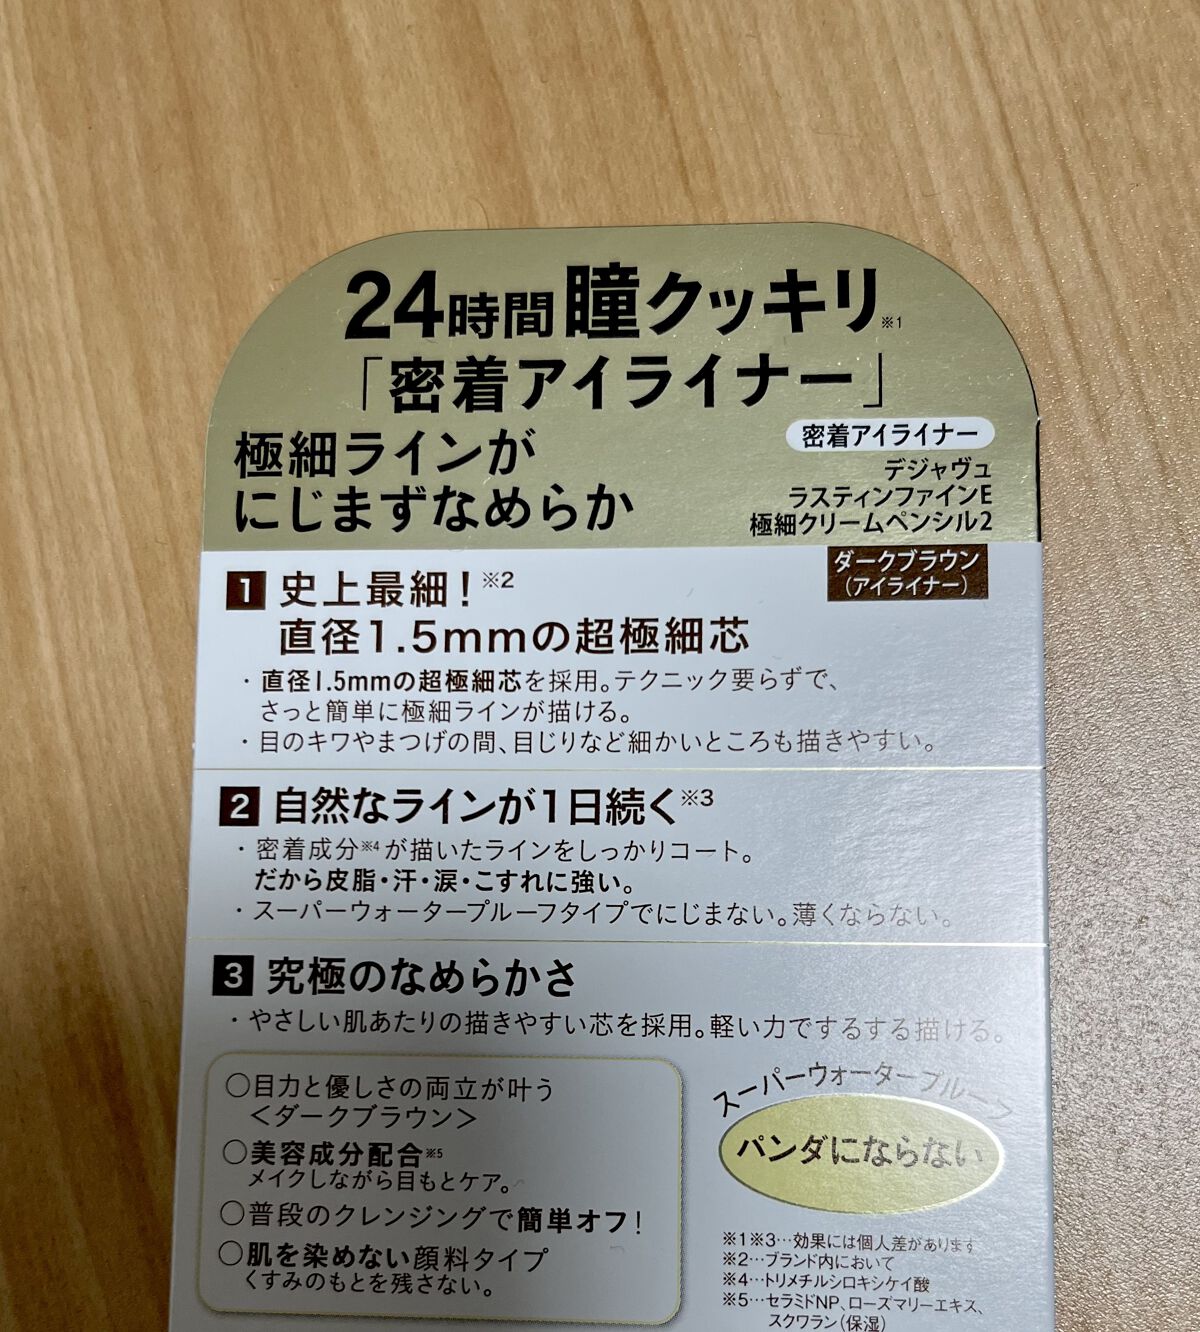 24時間 瞳クッキリ※1
「密着アイライナー」
極細ラインが
にじまずなめらか
密着アイライナー
デジャヴュ
ラスティンファインE
極細クリームペンシル2
ダークブラウン
（アイライナー）
1 史上最細！※2
直径1.5mmの超極細芯
・直径1.5mmの超極細芯を採用。テクニック要らずで、
さっと簡単に極細ラインが描ける。
・目のキワやまつげの間、目じりなど細かいところも描きやすい。
2 自然なラインが1日続く※3
・密着成分※4が描いたラインをしっかりコート。
だから皮脂・汗・涙・こすれに強い。
・スーパーウォータープルーフタイプでにじまない。薄くならない。
3 究極のなめらかさ
・やさしい肌あたりの描きやすい芯を採用。軽い力でするする描ける。
○目力と優しさの両立が叶う
＜ダークブラウン＞
○美容成分配合※5
メイクしながら目もとケア。
○普段のクレンジングで簡単オフ！
○肌を染めない顔料タイプ
くすみのもとを残さない。
スーパーウォータープルーフ
パンダにならない
※1※3…効果には個人差があります
※2…ブランド内において
※4…トリメチルシロキシケイ酸
※5…セラミドNP、ローズマリーエキス、
スクワラン（保湿）